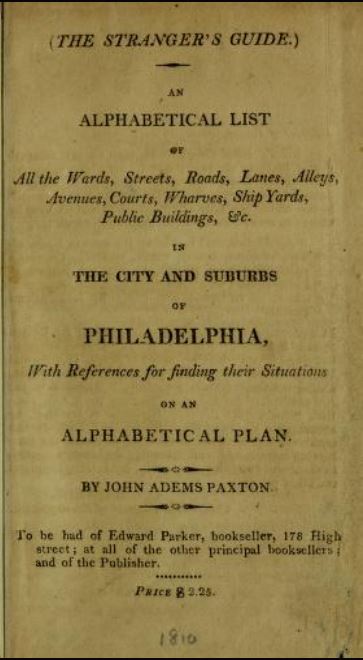 (THE STRANGER'S GUIDE.)
AN
ALPHABETICAL LIST
OF
All the Wards, Streets, Roads, Lanes, Alleys,
Avenues, Courts, Wharves, Ship Yards,
Public Buildings, &c.
IN
THE CITY AND SUBURBS
OF
PHILADELPHIA,
With References for finding their Situations
ON AN
ALPHABETICAL PLAN.
BY JOHN ADEMS PAXTON.
To be had of Edward Parker, bookseller, 178 High
street; at all of the other principal booksellers;
and of the Publisher.
PRICE $ 2.25.
1810